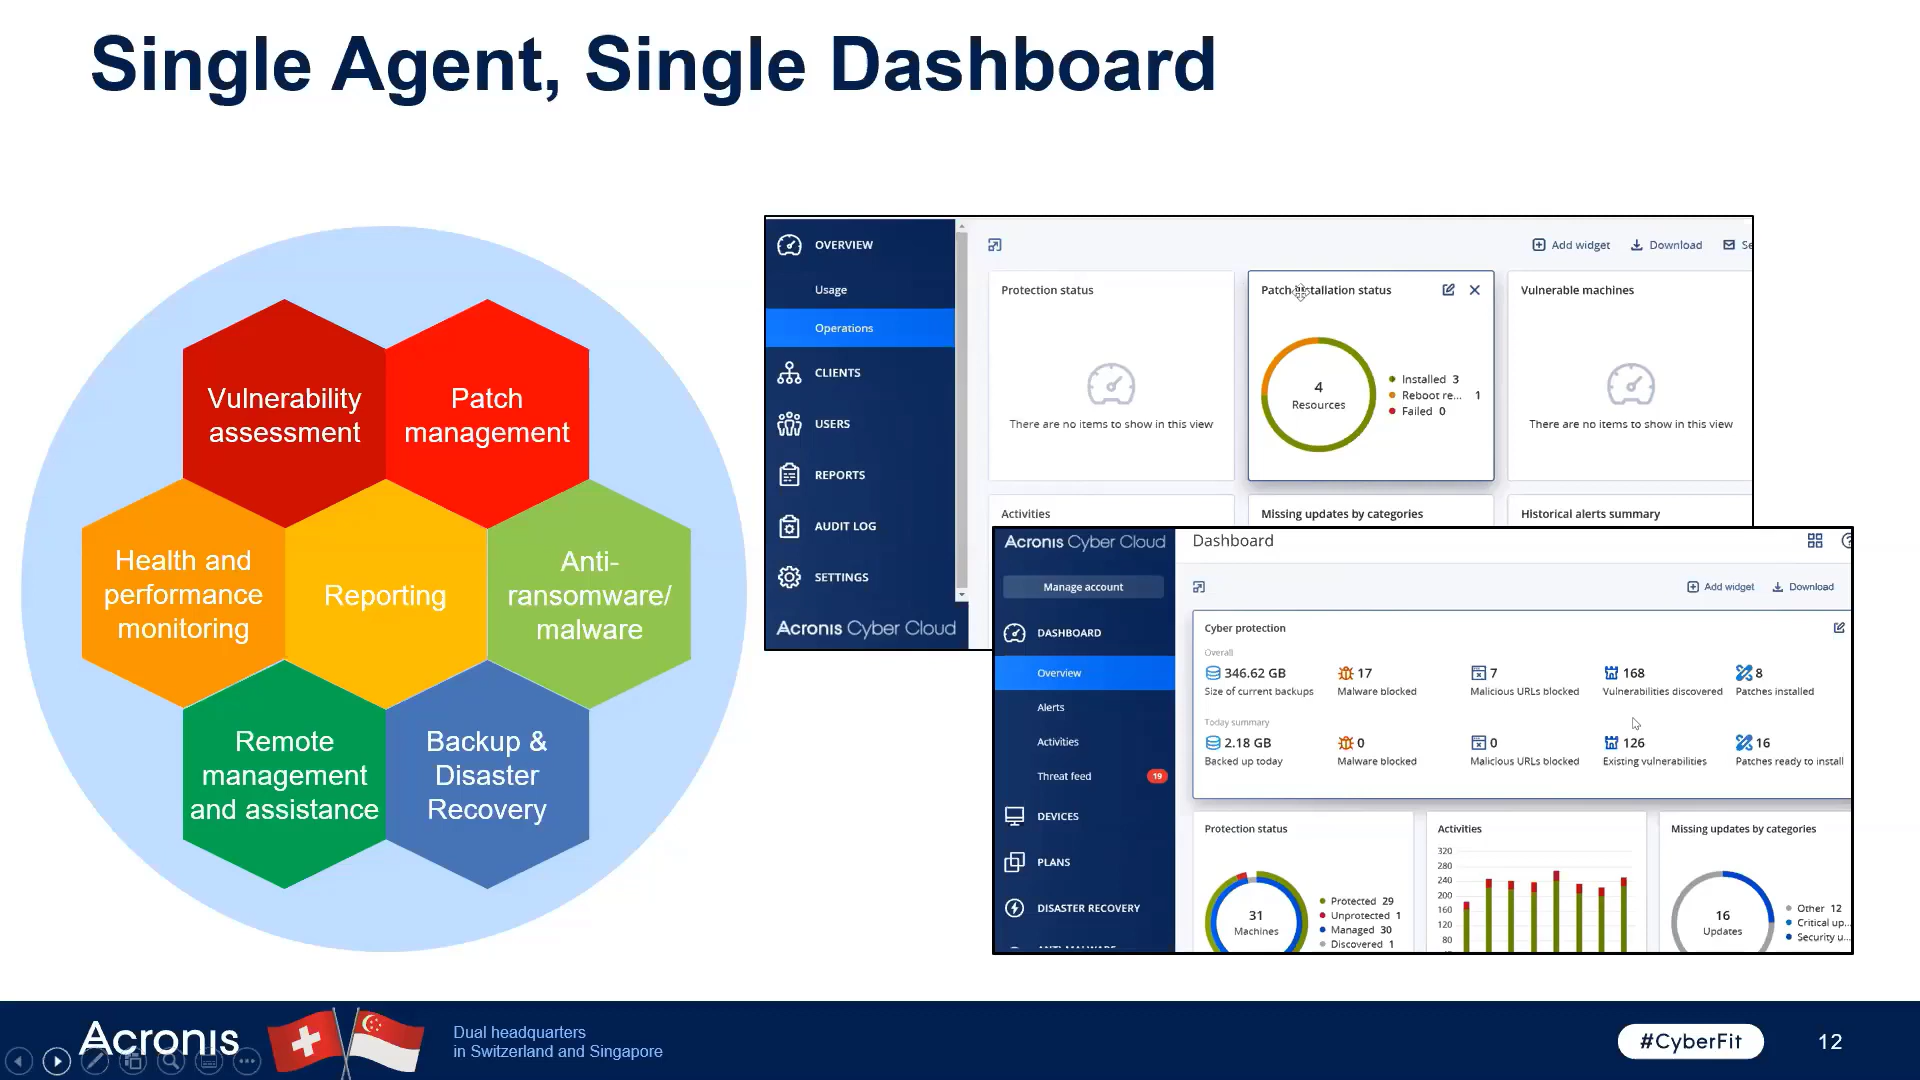 Single Agent, Single Dashboard
Vulnerability
assessment
Patch
management
Health and
performance
monitoring
Reporting
Anti-
ransomware/
malware
Remote
management
and assistance
Backup &
Disaster
Recovery
OVERVIEW
Usage
Operations
CLIENTS
USERS
REPORTS
AUDIT LOG
SETTINGS
Acronis Cyber Cloud
Add widget
Download
Se
Protection status
There are no items to show in this view
Patch installation status
4
Resources
Installed 3
Reboot re... 1
Failed 0
Vulnerable machines
There are no items to show in this view
Activities
Missing updates by categories
Historical alerts summary
Acronis Cyber Cloud
Manage account
DASHBOARD
Overview
Alerts
Activities
Threat feed 19
DEVICES
PLANS
DISASTER RECOVERY
Dashboard
Add widget
Download
Cyber protection
Overall
346.62 GB
Size of current backups
17
Malware blocked
7
Malicious URLs blocked
168
Vulnerabilities discovered
8
Patches installed
Today summary
2.18 GB
Backed up today
0
Malware blocked
0
Malicious URLs blocked
126
Existing vulnerabilities
16
Patches ready to install
Protection status
31
Machines
Protected 29
Unprotected 1
Managed 30
Discovered 1
Activities
320
280
240
200
160
120
80
Missing updates by categories
16
Updates
Other 12
Critical up...
Security u...
Acronis
Dual headquarters
in Switzerland and Singapore
#CyberFit
12